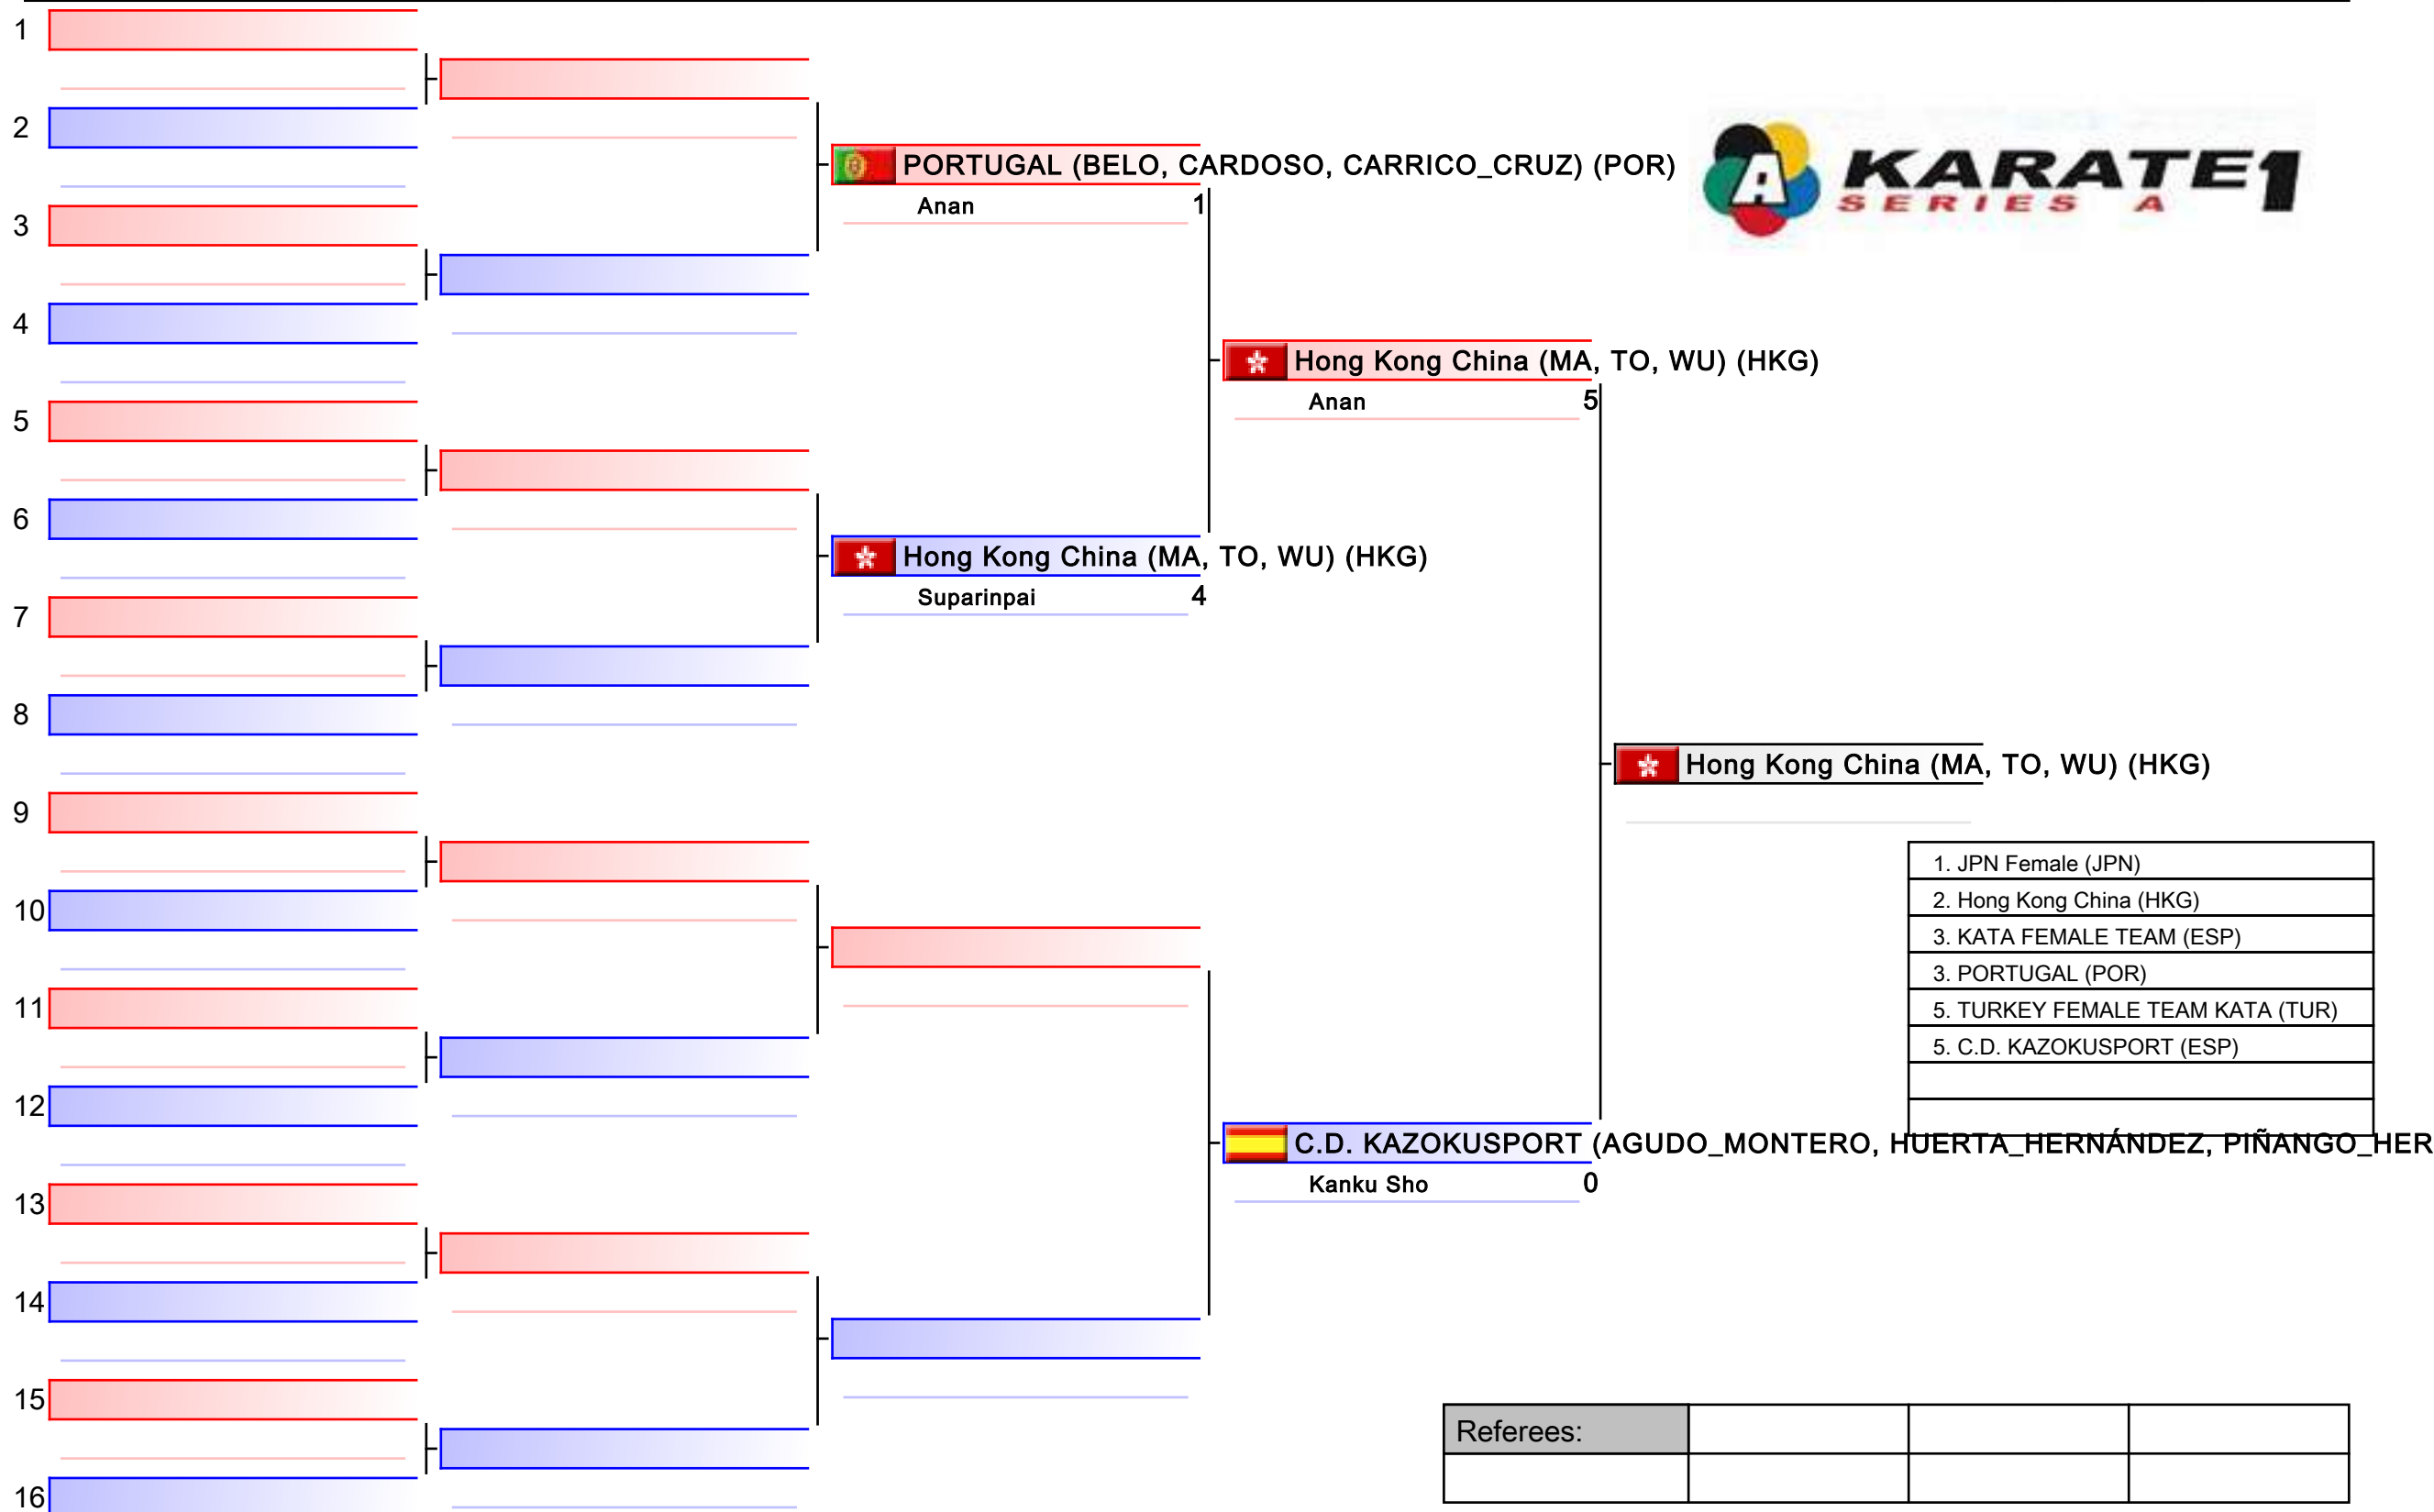 1
2
PORTUGAL (BELO, CARDOSO, CARRICO_CRUZ) (POR)
Anan 1
A KARATE1
SERIES A
3
4
Hong Kong China (MA, TO, WU) (HKG)
Anan 5
5
6
Hong Kong China (MA, TO, WU) (HKG)
Suparinpai 4
7
8
Hong Kong China (MA, TO, WU) (HKG)
9
1. JPN Female (JPN)
2. Hong Kong China (HKG)
3. KATA FEMALE TEAM (ESP)
3. PORTUGAL (POR)
5. TURKEY FEMALE TEAM KATA (TUR)
5. C.D. KAZOKUSPORT (ESP)
10
11
12
C.D. KAZOKUSPORT (AGUDO_MONTERO, HUERTA_HERNÁNDEZ, PIÑANGO_HER
Kanku Sho 0
13
14
15
Referees:
16